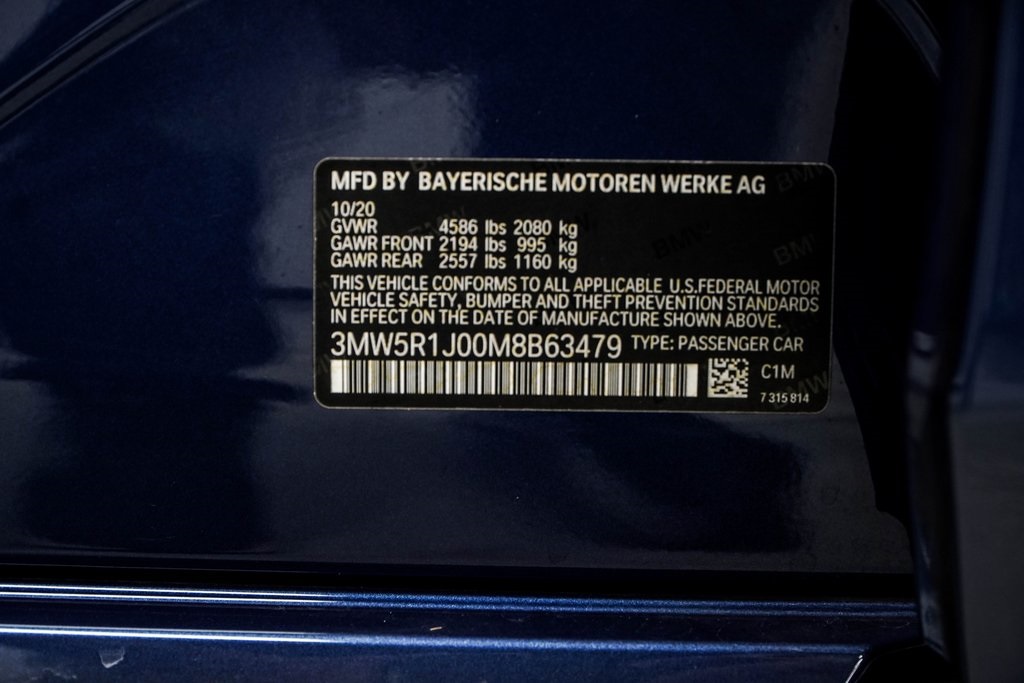 MFD BY BAYERISCHE MOTOREN WERKE AG
10/20
GVWR 4586 lbs 2080 kg
GAWR FRONT 2194 lbs 995 kg
GAWR REAR 2557 lbs 1160 kg
THIS VEHICLE CONFORMS TO ALL APPLICABLE U.S.FEDERAL MOTOR
VEHICLE SAFETY, BUMPER AND THEFT PREVENTION STANDARDS
IN EFFECT ON THE DATE OF MANUFACTURE SHOWN ABOVE.
3MW5R1J00M8B63479 TYPE: PASSENGER CAR
C1M
7 315 814